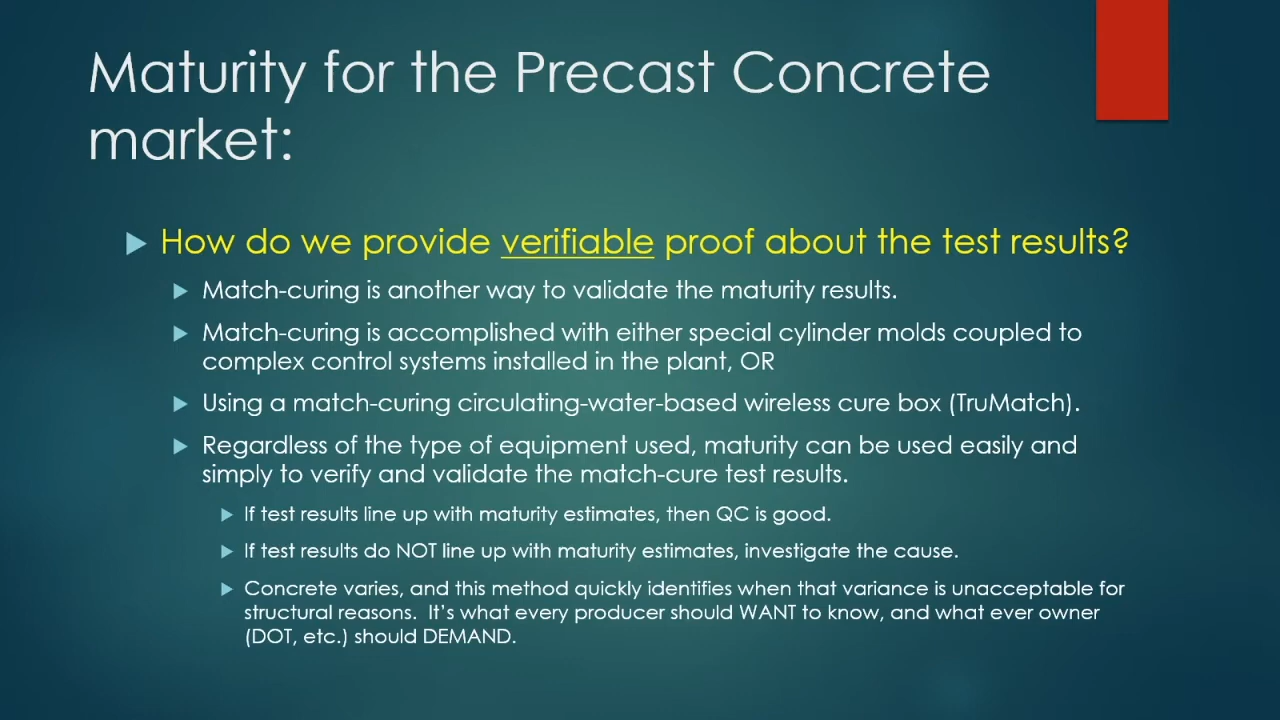 Maturity for the Precast Concrete
market:
How do we provide verifiable proof about the test results?
Match-curing is another way to validate the maturity results.
Match-curing is accomplished with either special cylinder molds coupled to
complex control systems installed in the plant, OR
Using a match-curing circulating-water-based wireless cure box (TruMatch).
Regardless of the type of equipment used, maturity can be used easily and
simply to verify and validate the match-cure test results.
If test results line up with maturity estimates, then QC is good.
If test results do NOT line up with maturity estimates, investigate the cause.
Concrete varies, and this method quickly identifies when that variance is unacceptable for
structural reasons.  It's what every producer should WANT to know, and what ever owner
(DOT, etc.) should DEMAND.